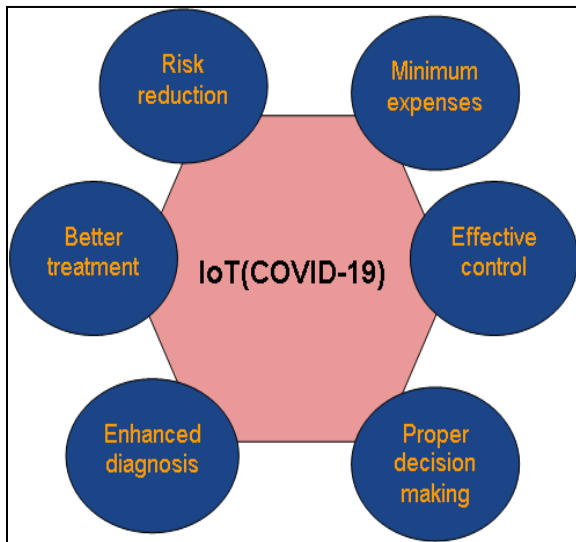 Risk
reduction
Minimum
expenses
Better
treatment
IoT(COVID-19)
Effective
control
Enhanced
diagnosis
Proper
decision
making